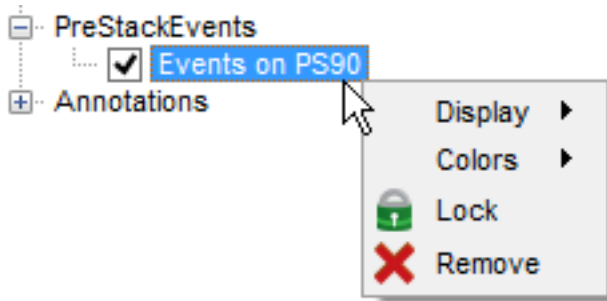 PreStackEvents
Events on PS90
Annotations
Display
Colors
Lock
Remove